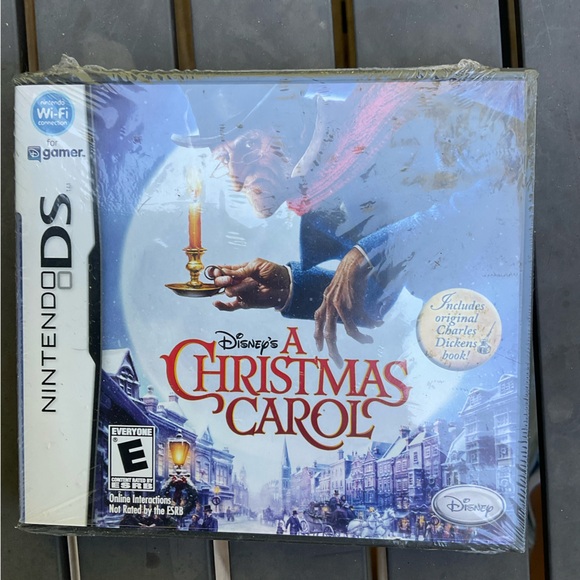 nintendo
Wi-Fi
connection
for
D gamer™
NINTENDO DS
Disney's A
CHRISTMAS
CAROL
Includes
original
Charles
Dickens
book!
EVERYONE
E
CONTENT RATED BY
ESRB
Online Interactions
Not Rated by the ESRB
Disney